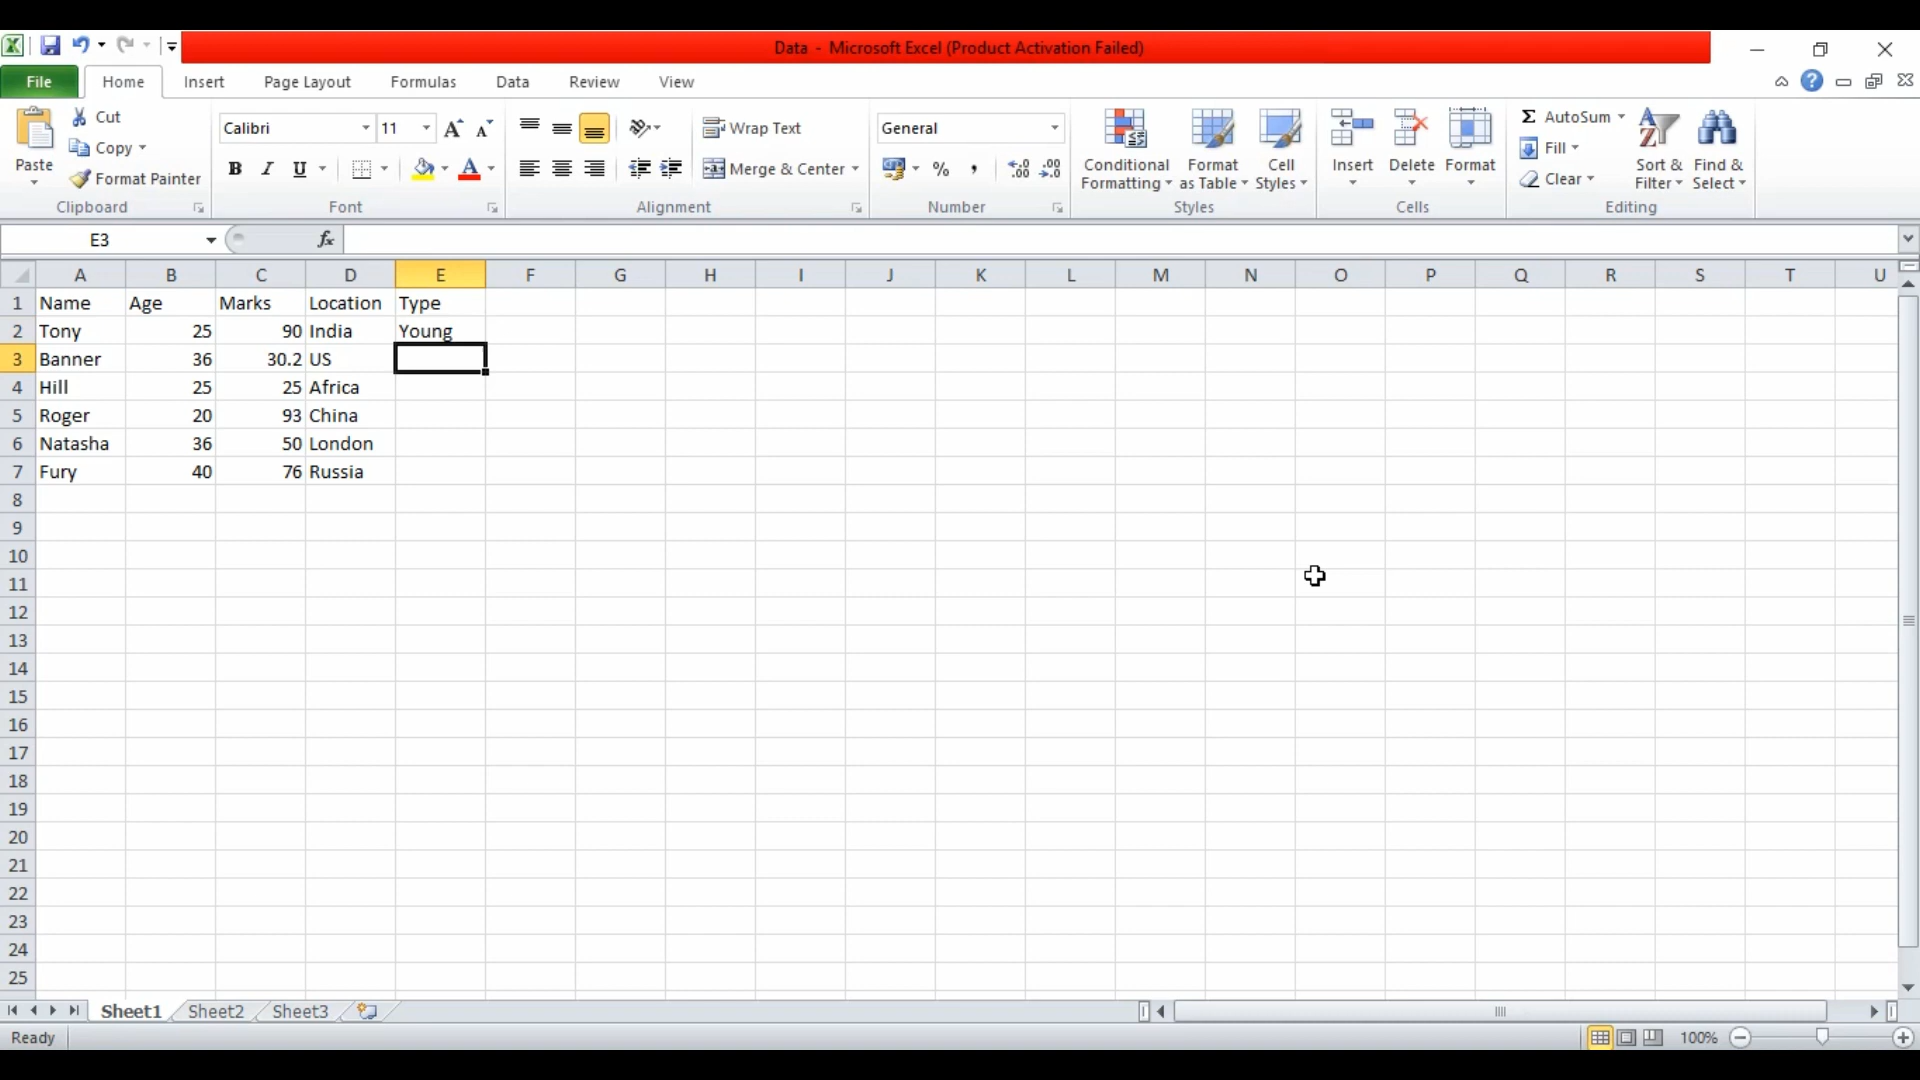 Data - Microsoft Excel (Product Activation Failed)
File Home Insert Page Layout Formulas Data Review View
Paste
Cut
Copy
Format Painter
Clipboard
Calibri 11
B I U
Font
Wrap Text
Merge & Center
Alignment
General
% ,
Number
Conditional Formatting
Format as Table
Cell Styles
Styles
Insert Delete Format
Cells
Σ AutoSum
Fill
Clear
Sort & Filter
Find & Select
Editing
E3 fx
A B C D E F G H I J K L M N O P Q R S T U
1 Name Age Marks Location Type
2 Tony 25 90 India Young
3 Banner 36 30.2 US
4 Hill 25 25 Africa
5 Roger 20 93 China
6 Natasha 36 50 London
7 Fury 40 76 Russia
8
9
10
11
12
13
14
15
16
17
18
19
20
21
22
23
24
25
Sheet1 Sheet2 Sheet3
Ready 100%